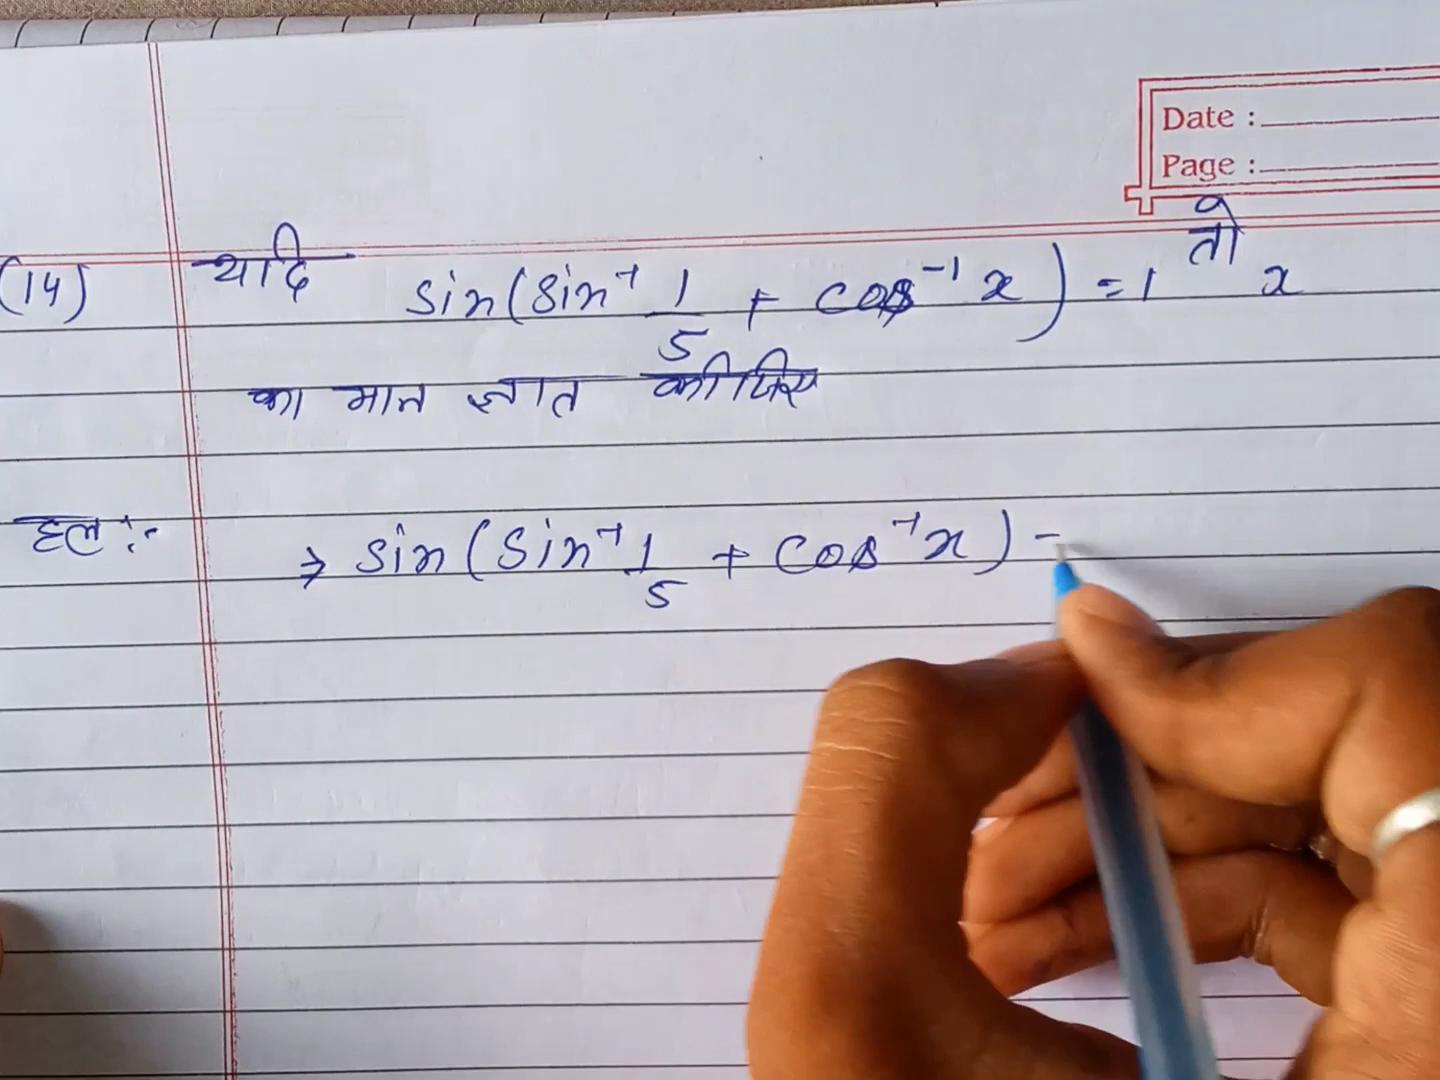 Date :
Page :
(14) यदि sin(sin⁻¹ 1/5 + cos⁻¹ x) = 1 तो x
का मान ज्ञात कीजिए
हल :-
⇒ sin(sin⁻¹ 1/5 + cos⁻¹ x) -